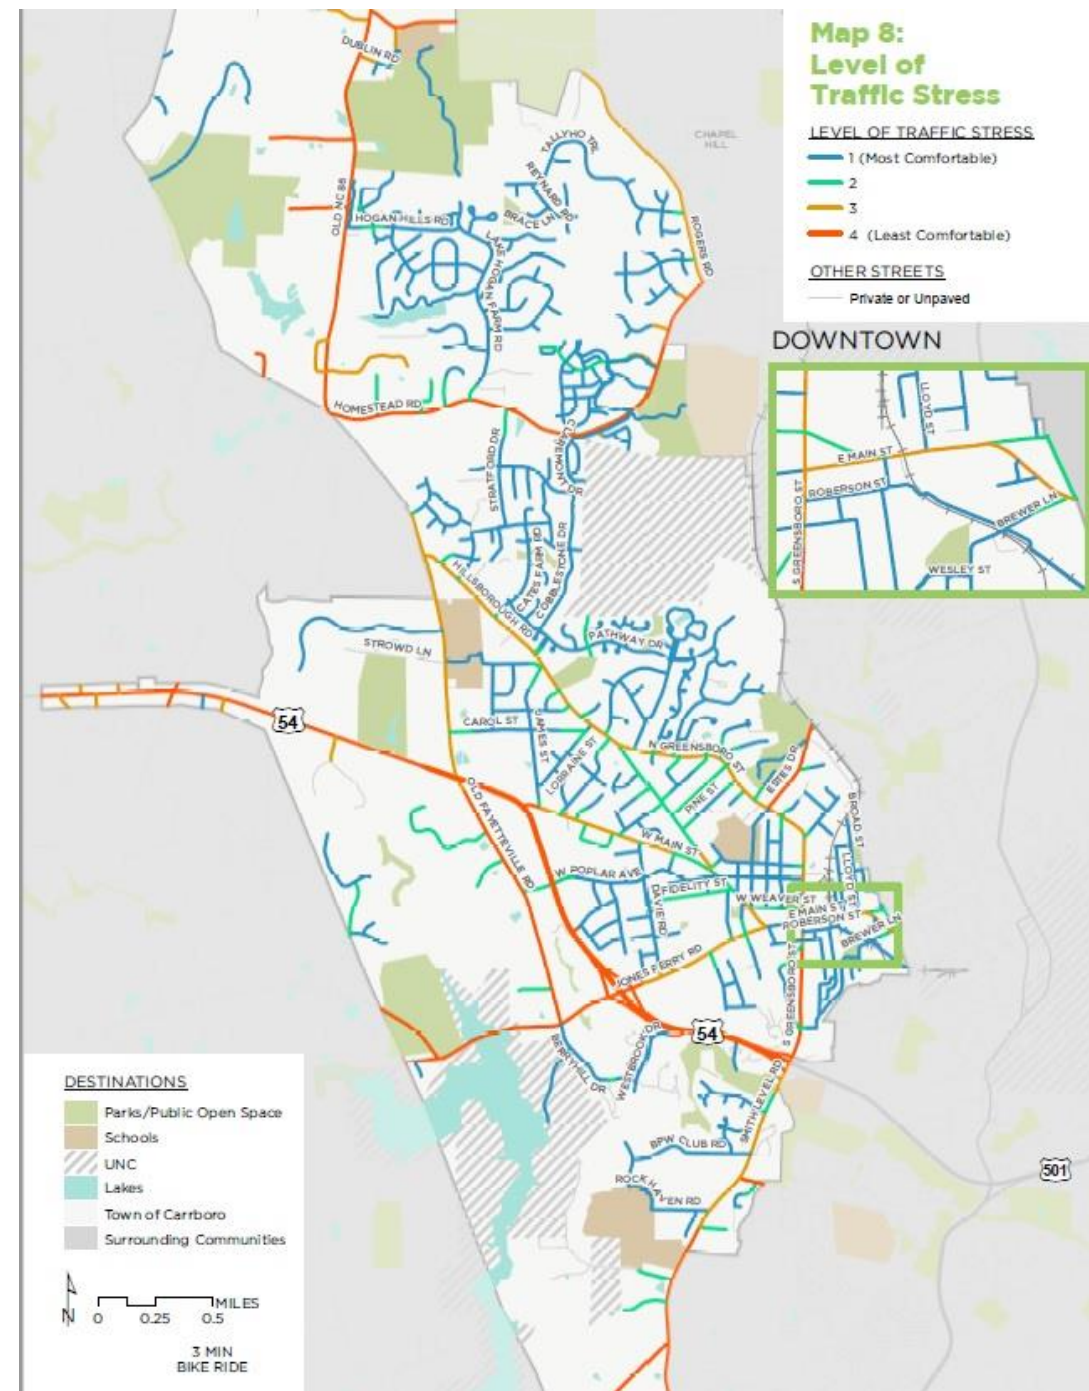 Map 8:
Level of
Traffic Stress
LEVEL OF TRAFFIC STRESS
1 (Most Comfortable)
2
3
4 (Least Comfortable)
OTHER STREETS
Private or Unpaved
DOWNTOWN
LLOYD ST
E MAIN ST
ROBERSON ST
S GREENSBORO ST
BREWER LN
WESLEY ST
DUBLIN RD
CHAPEL
HILL
TALLYHO TRL
REYNARD RD
OLD NC 86
HOGAN HILLS RD
BRACE LN
ROGERS RD
LAKE HOGAN FARM RD
HOMESTEAD RD
CLAREMONT DR
STRATFORD DR
CATES FARM RD
COBBLESTONE DR
HILLSBOROUGH RD
PATHWAY DR
STROWD LN
54
CAROL ST
JAMES ST
LORRAINE ST
N GREENSBORO ST
ESTES DR
PINE ST
BROAD ST
OLD FAYETTEVILLE RD
W MAIN ST
W POPLAR AVE
FIDELITY ST
DAVIE RD
LLOYD ST
W WEAVER ST
E MAIN ST
ROBERSON ST
BREWER LN
JONES FERRY RD
S GREENSBORO ST
54
BERRYHILL DR
WESTBROOK DR
SMITH LEVEL RD
BPW CLUB RD
ROCK HAVEN RD
501
DESTINATIONS
Parks/Public Open Space
Schools
UNC
Lakes
Town of Carrboro
Surrounding Communities
N
MILES
0 0.25 0.5
3 MIN
BIKE RIDE